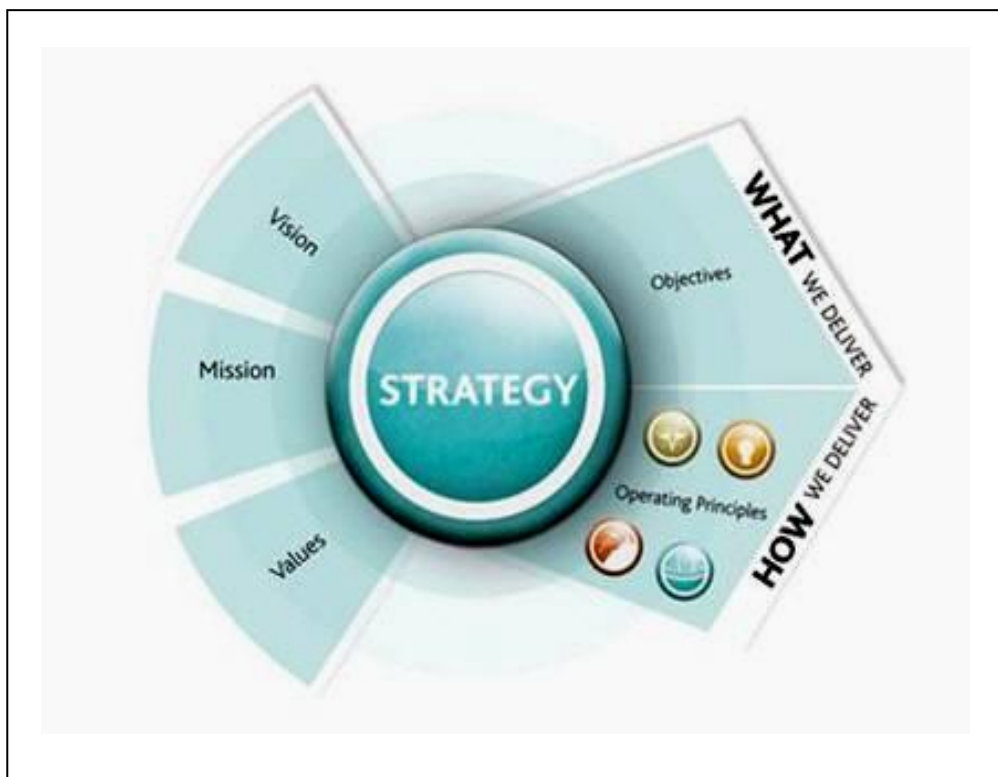 Vision
Mission
Values
STRATEGY
Objectives
WHAT WE DELIVER
Operating Principles
HOW WE DELIVER